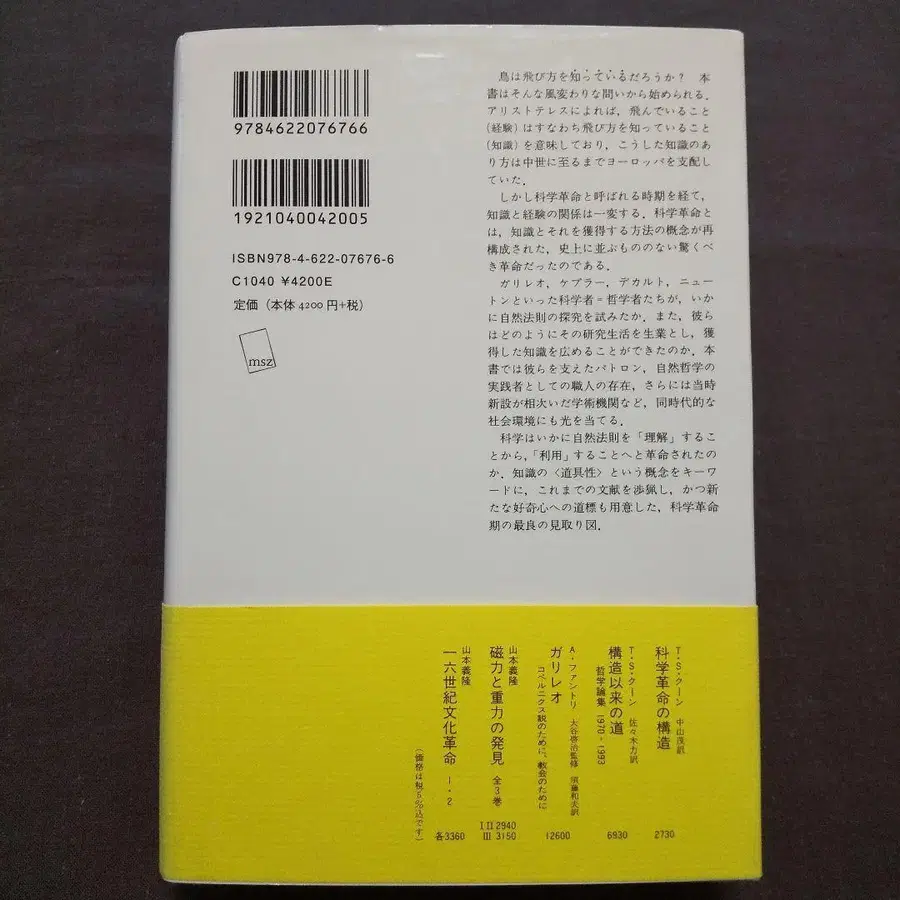 9784622076766
1921040042005
ISBN978-4-622-07676-6
C1040 ¥4200E
定価（本体 4200 円+税）
msz
鳥は飛び方を知っているだろうか？　本
書はそんな風変わりな問いから始められる．
アリストテレスによれば，飛んでいること
（経験）はすなわち飛び方を知っていること
（知識）を意味しており，こうした知識のあ
り方は中世に至るまでヨーロッパを支配し
ていた．
しかし科学革命と呼ばれる時期を経て，
知識と経験の関係は一変する．科学革命と
は，知識とそれを獲得する方法の概念が再
構成された，史上に並ぶもののない驚くべ
き革命だったのである．
ガリレオ，ケプラー，デカルト，ニュー
トンといった科学者＝哲学者たちが，いか
に自然法則の探究を試みたか．また，彼ら
はどのようにその研究生活を生業とし，獲
得した知識を広めることができたのか．本
書では彼らを支えたパトロン，自然哲学の
実践者としての職人の存在，さらには当時
新設が相次いだ学術機関など，同時代的な
社会環境にも光を当てる．
科学はいかに自然法則を「理解」するこ
とから，「利用」することへと革命されたの
か．知識の〈道具性〉という概念をキーワ
ードに，これまでの文献を渉猟し，かつ新
たな好奇心への道標も用意した，科学革命
期の最良の見取り図．
T・S・クーン　中山茂訳
科学革命の構造
2730
T・S・クーン　佐々木力訳
構造以来の道
哲学論集 1970-1993
6930
A・ファントリ　大谷啓治監修　須藤和夫訳
ガリレオ
コペルニクス説のために、教会のために
12600
山本義隆
磁力と重力の発見　全3巻
I II 2940
III 3150
山本義隆
一六世紀文化革命　1・2
各3360
（価格は税5%込です）